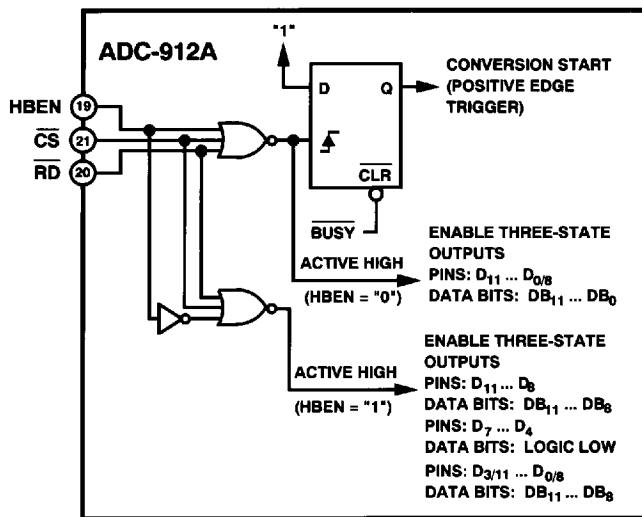 ADC-912A
"1"
HBEN 19
CS 21
RD 20
D Q
CLR
BUSY
CONVERSION START
(POSITIVE EDGE
TRIGGER)
ACTIVE HIGH
(HBEN = "0")
ENABLE THREE-STATE
OUTPUTS
PINS: D11 ... D0/8
DATA BITS: DB11 ... DB0
ACTIVE HIGH
(HBEN = "1")
ENABLE THREE-STATE
OUTPUTS
PINS: D11 ... D8
DATA BITS: DB11 ... DB8
PINS: D7 ... D4
DATA BITS: LOGIC LOW
PINS: D3/11 ... D0/8
DATA BITS: DB11 ... DB8